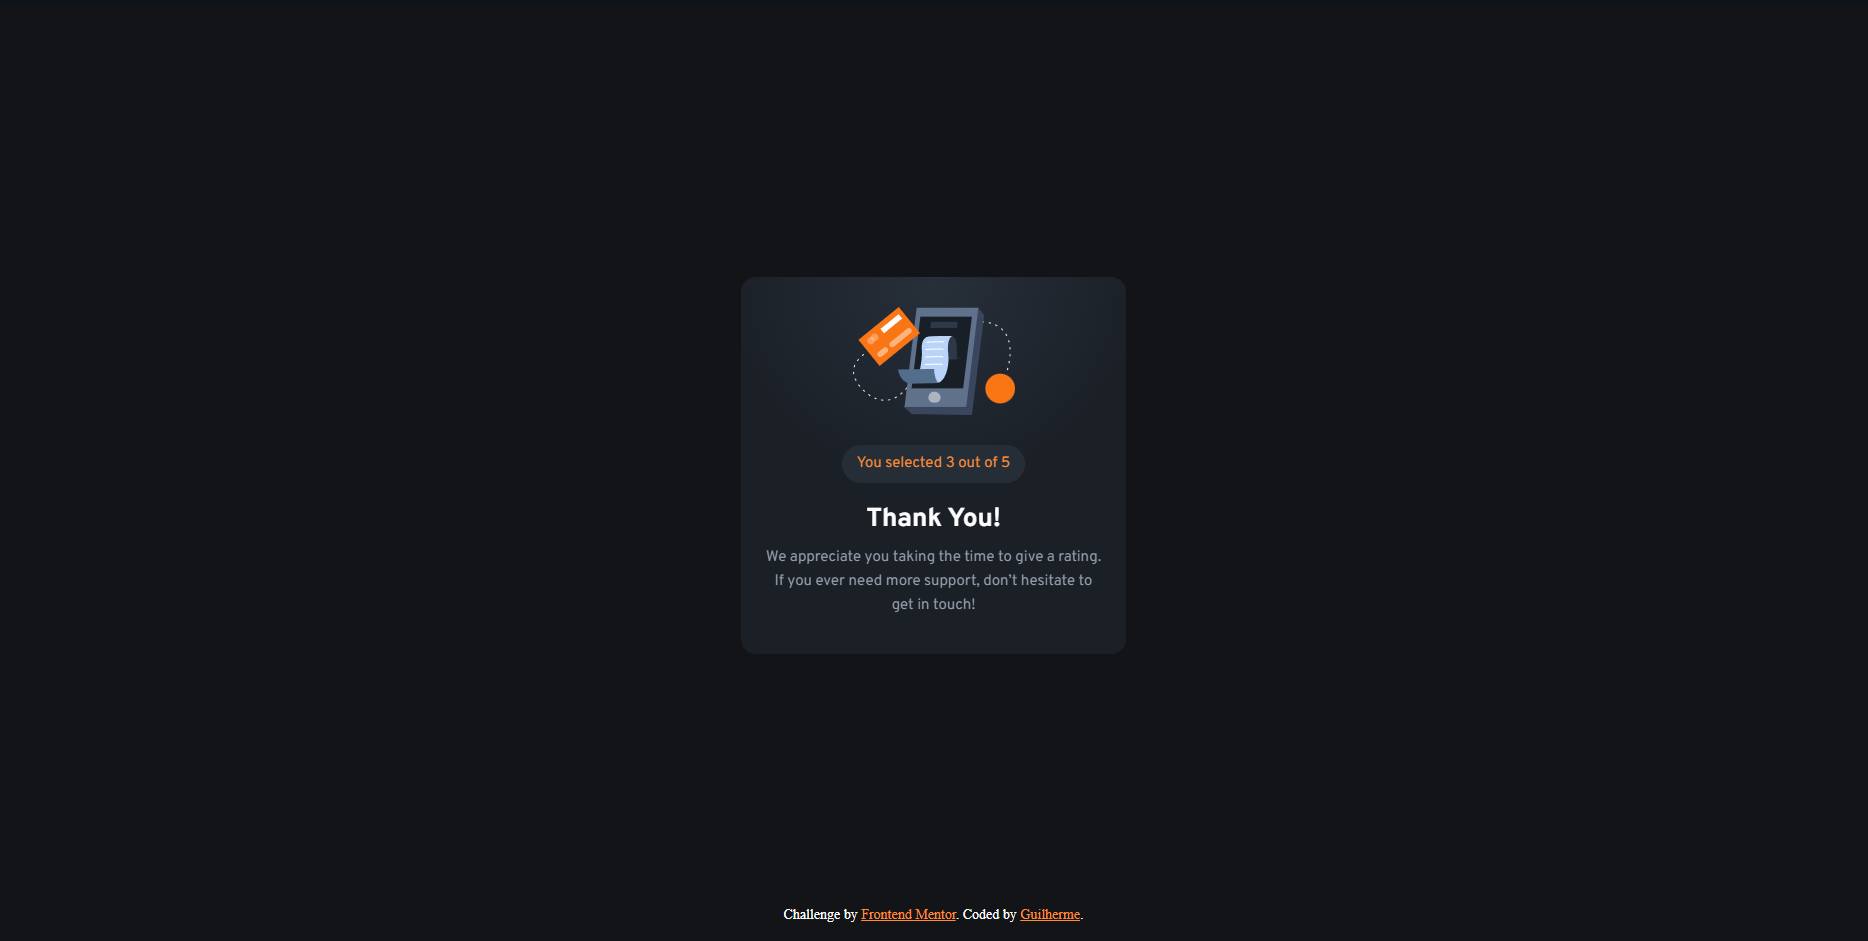 You selected 3 out of 5
Thank You!
We appreciate you taking the time to give a rating.
If you ever need more support, don’t hesitate to
get in touch!
Challenge by Frontend Mentor. Coded by Guilherme.